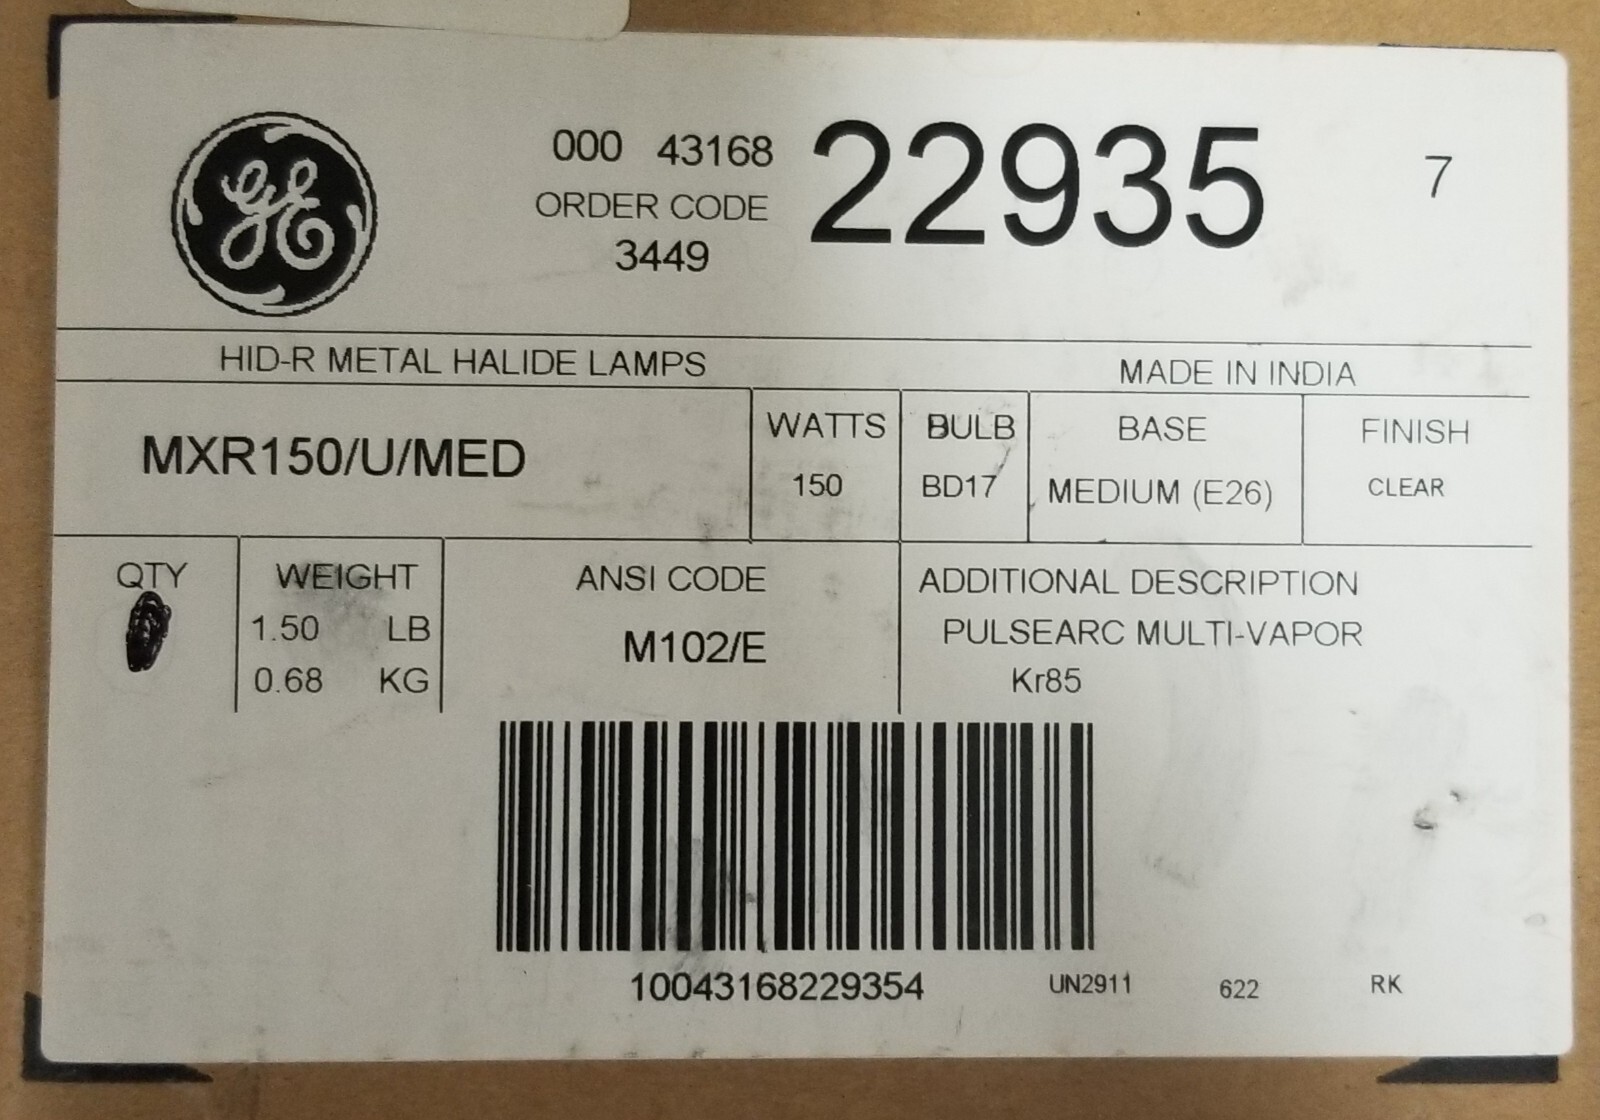 GE
000 43168 22935 7
ORDER CODE
3449
HID-R METAL HALIDE LAMPS MADE IN INDIA
MXR150/U/MED
WATTS
150
BULB
BD17
BASE
MEDIUM (E26)
FINISH
CLEAR
QTY
WEIGHT
1.50 LB
0.68 KG
ANSI CODE
M102/E
ADDITIONAL DESCRIPTION
PULSEARC MULTI-VAPOR
Kr85
10043168229354 UN2911 622 RK